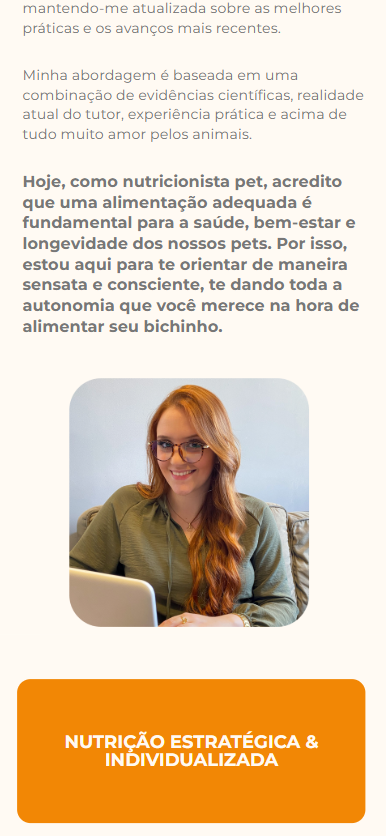 mantendo-me atualizada sobre as melhores
práticas e os avanços mais recentes.
Minha abordagem é baseada em uma
combinação de evidências científicas, realidade
atual do tutor, experiência prática e acima de
tudo muito amor pelos animais.
Hoje, como nutricionista pet, acredito
que uma alimentação adequada é
fundamental para a saúde, bem-estar e
longevidade dos nossos pets. Por isso,
estou aqui para te orientar de maneira
sensata e consciente, te dando toda a
autonomia que você merece na hora de
alimentar seu bichinho.
NUTRIÇÃO ESTRATÉGICA &
INDIVIDUALIZADA